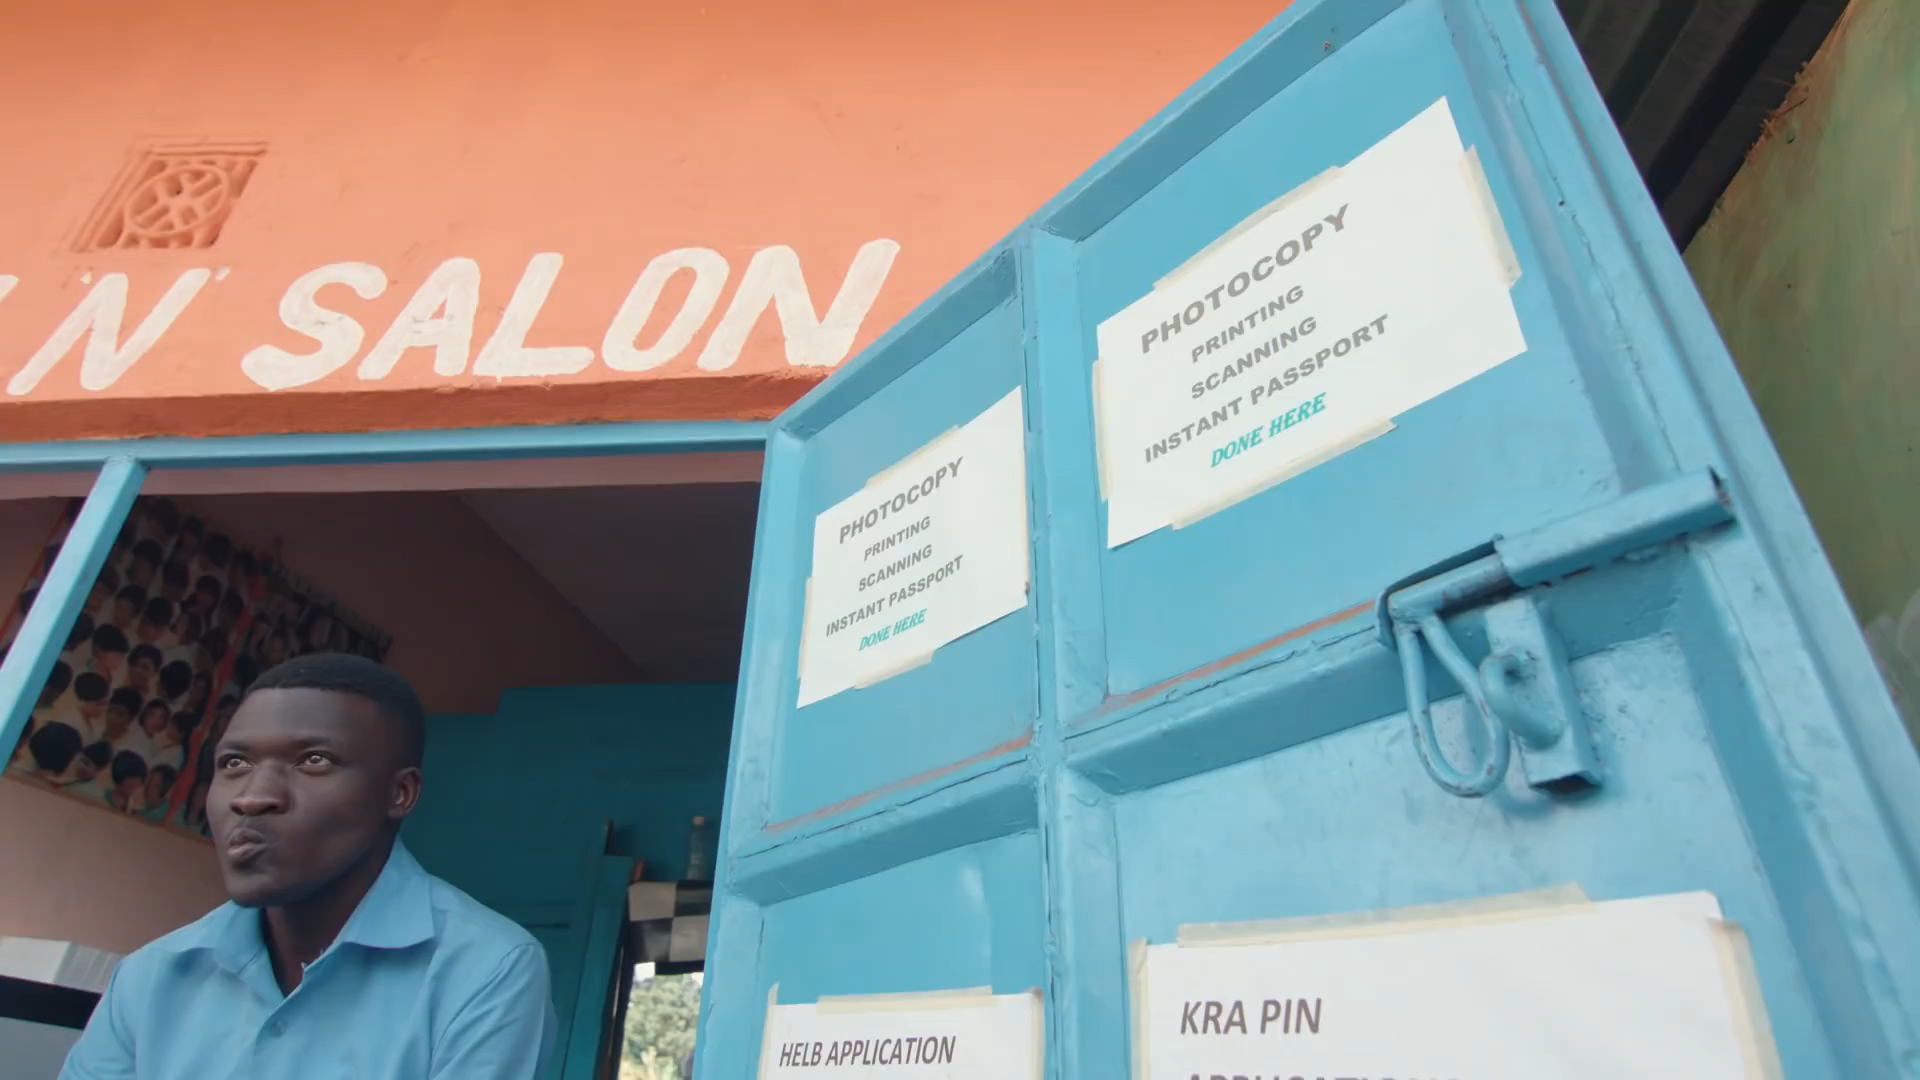 'N' SALON
PHOTOCOPY
PRINTING
SCANNING
INSTANT PASSPORT
DONE HERE
PHOTOCOPY
PRINTING
SCANNING
INSTANT PASSPORT
DONE HERE
HELB APPLICATION
KRA PIN